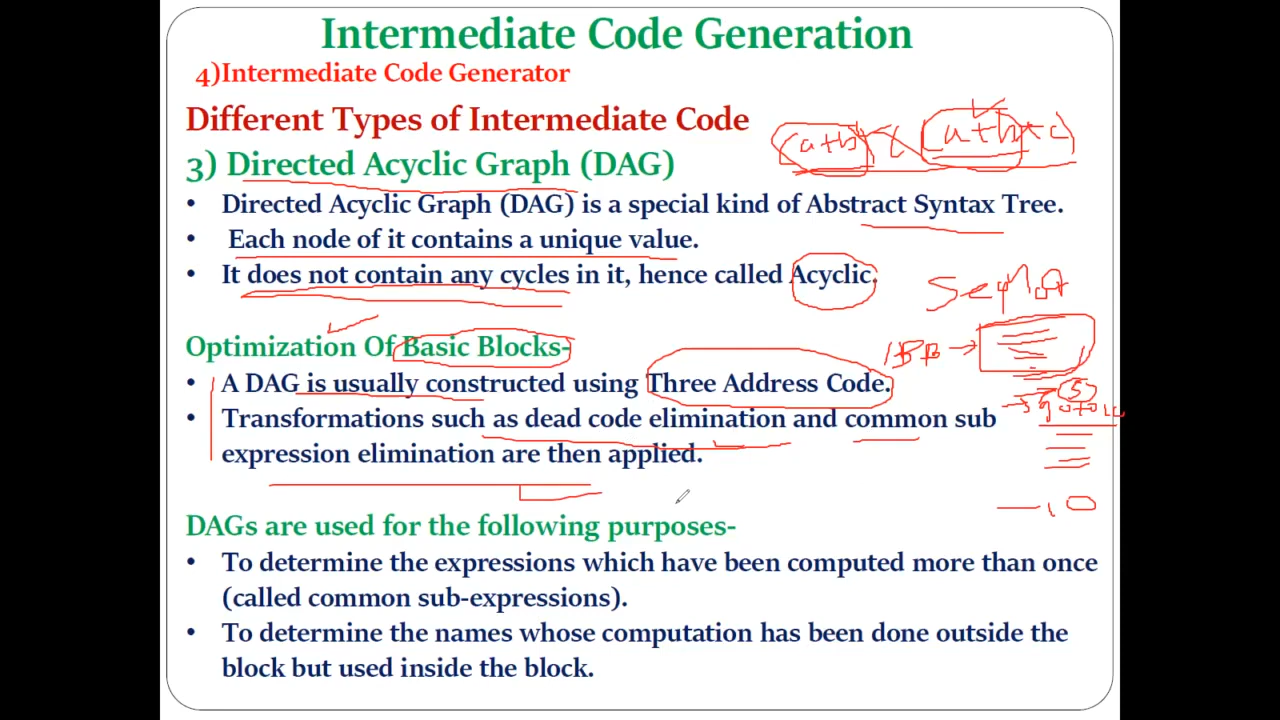 Intermediate Code Generation
4)Intermediate Code Generator
Different Types of Intermediate Code
(a+b) ((a+b)+c)
3) Directed Acyclic Graph (DAG)
• Directed Acyclic Graph (DAG) is a special kind of Abstract Syntax Tree.
• Each node of it contains a unique value.
• It does not contain any cycles in it, hence called Acyclic.
Optimization Of Basic Blocks-
• A DAG is usually constructed using Three Address Code.
• Transformations such as dead code elimination and common sub
expression elimination are then applied.
DAGs are used for the following purposes-
• To determine the expressions which have been computed more than once
(called common sub-expressions).
• To determine the names whose computation has been done outside the
block but used inside the block.